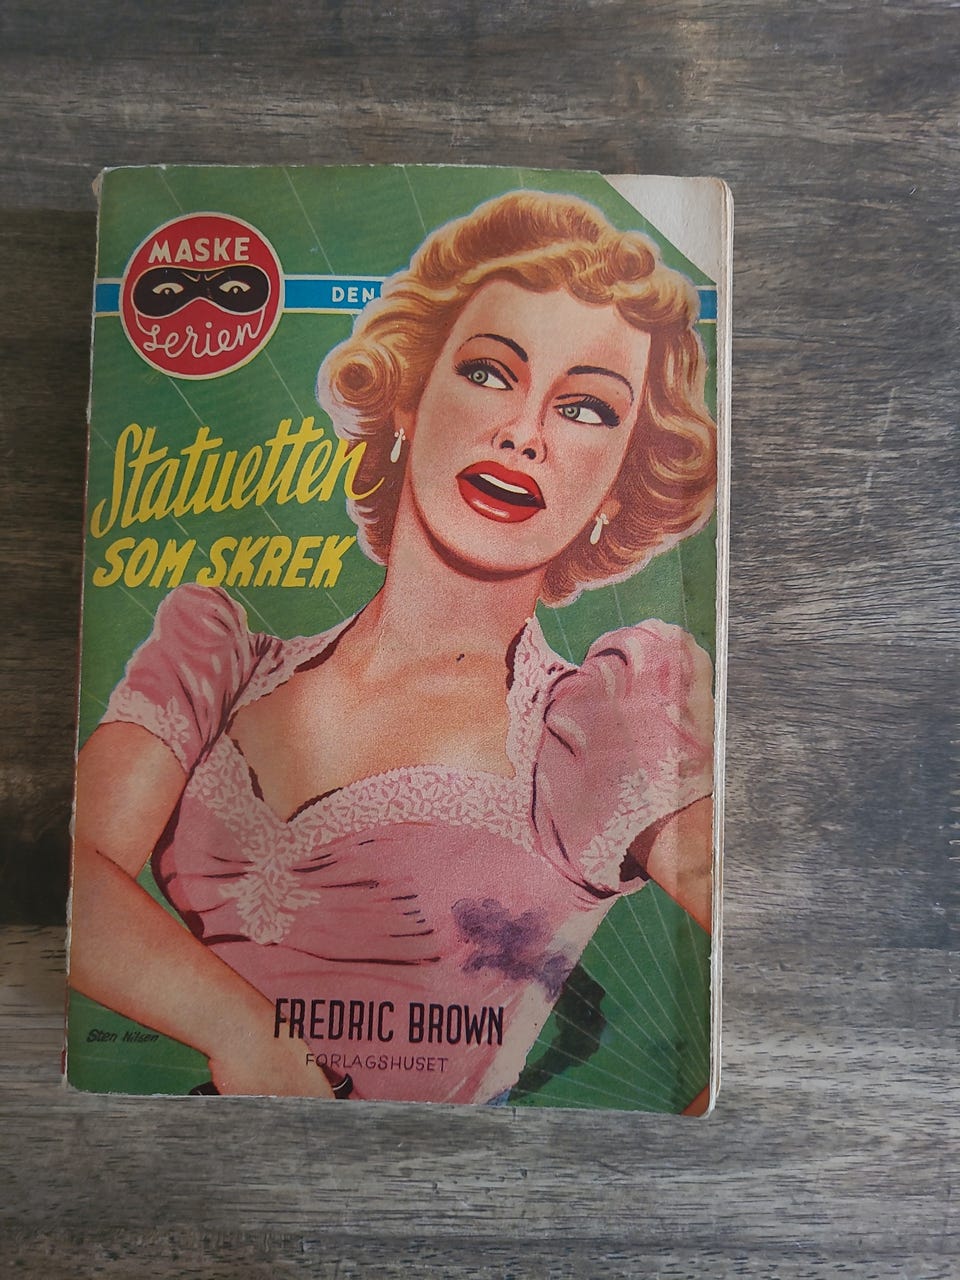 MASKE
Serien
DEN
Statuetten
SOM SKREK
Sten Nilsen
FREDRIC BROWN
FORLAGSHUSET